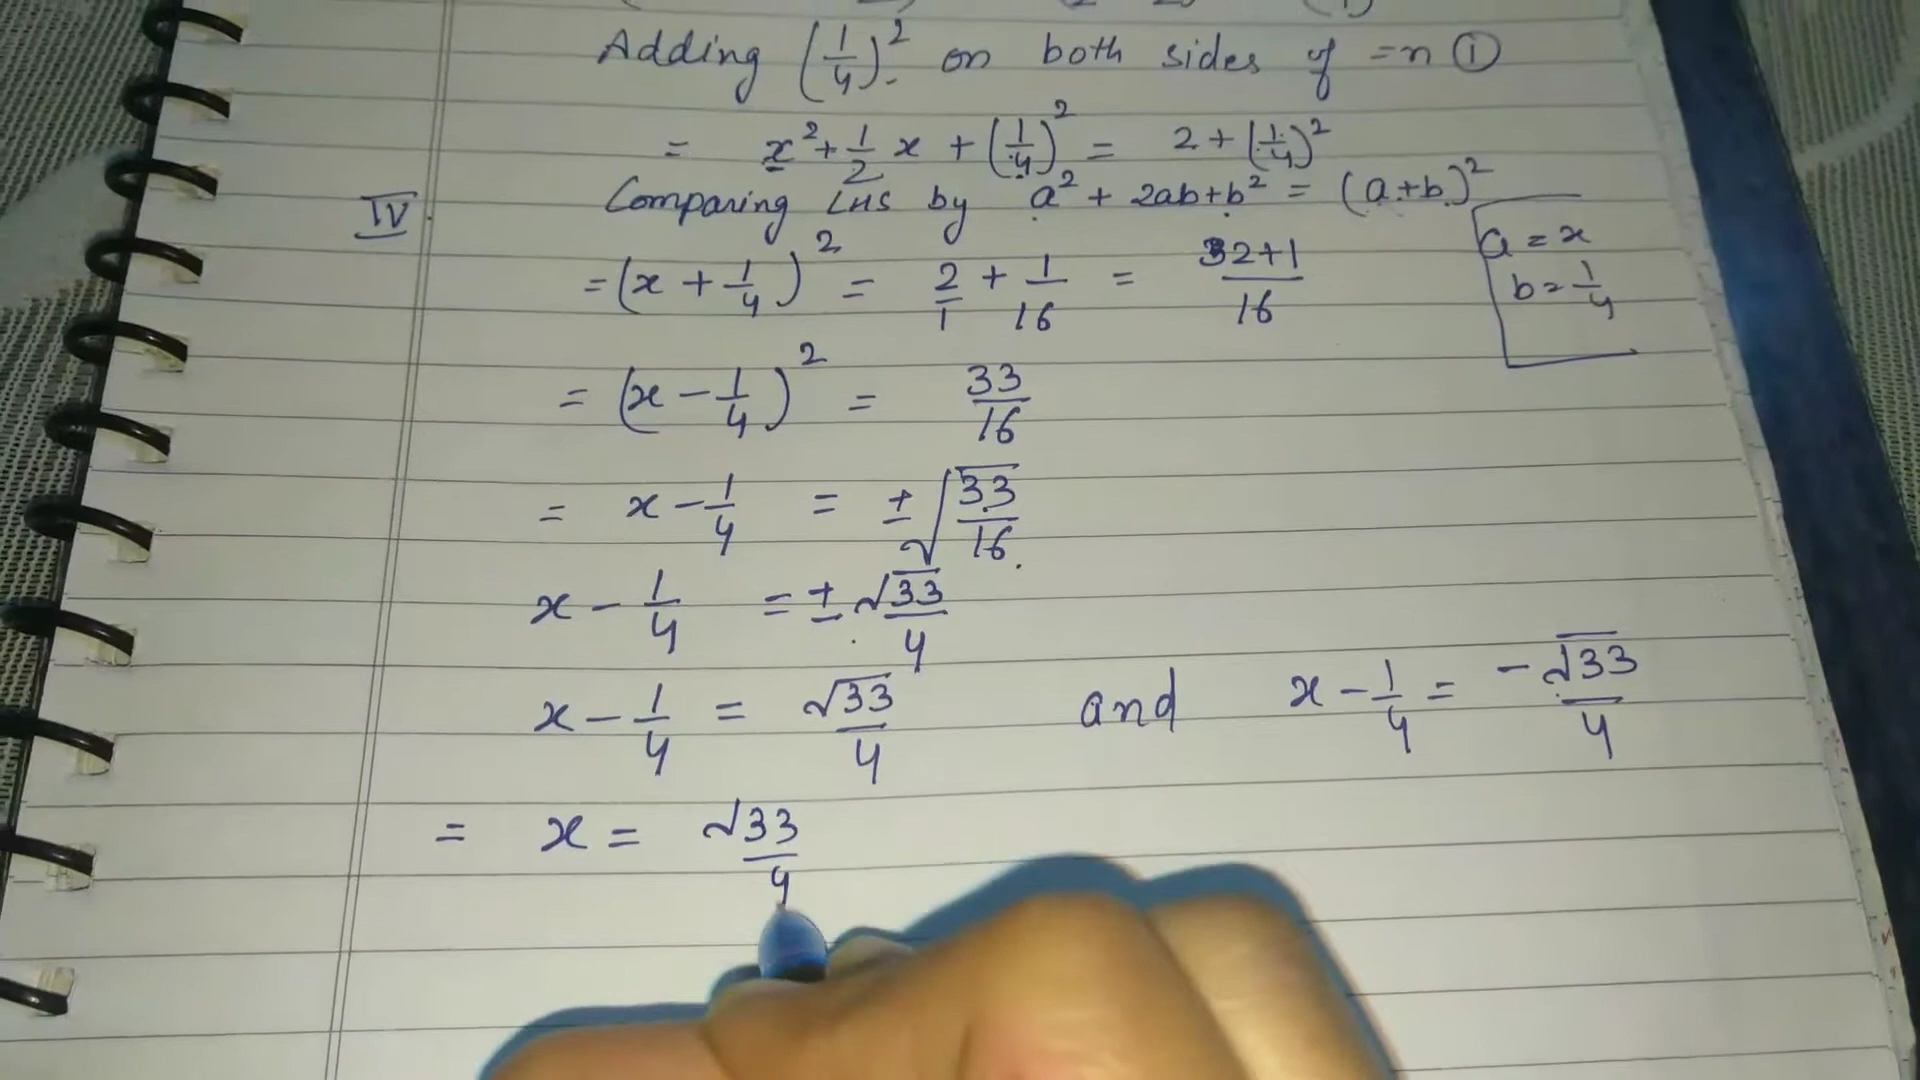 Adding (1/4)² on both sides of =n ①
= x² + 1/2 x + (1/4)² = 2 + (1/4)²
IV Comparing LHS by a² + 2ab + b² = (a+b)²
a = x
b = 1/4
= (x + 1/4)² = 2/1 + 1/16 = 32+1/16
= (x - 1/4)² = 33/16
= x - 1/4 = ± √33/16
x - 1/4 = ± √33/4
x - 1/4 = √33/4 and x - 1/4 = -√33/4
= x = √33/4